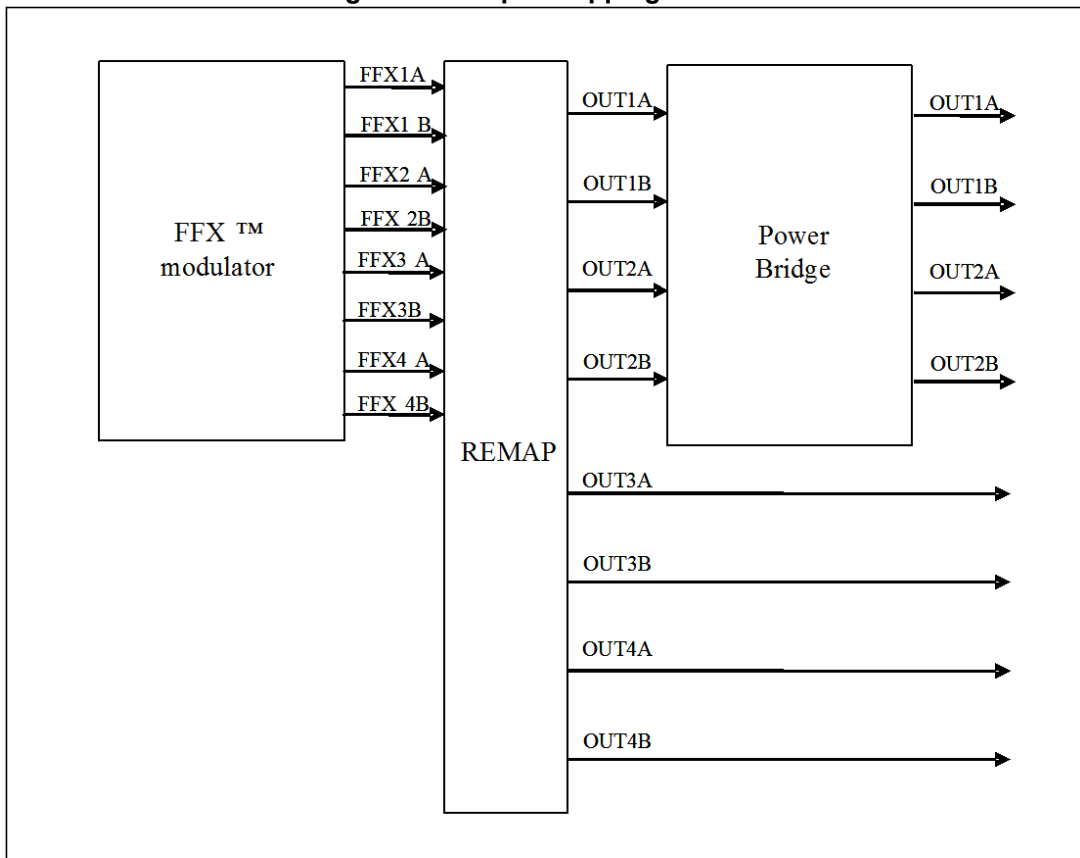 FFX ™
modulator
FFX1A
FFX1 B
FFX2 A
FFX 2B
FFX3 A
FFX3B
FFX4 A
FFX 4B
REMAP
OUT1A
OUT1B
OUT2A
OUT2B
OUT3A
OUT3B
OUT4A
OUT4B
Power
Bridge
OUT1A
OUT1B
OUT2A
OUT2B